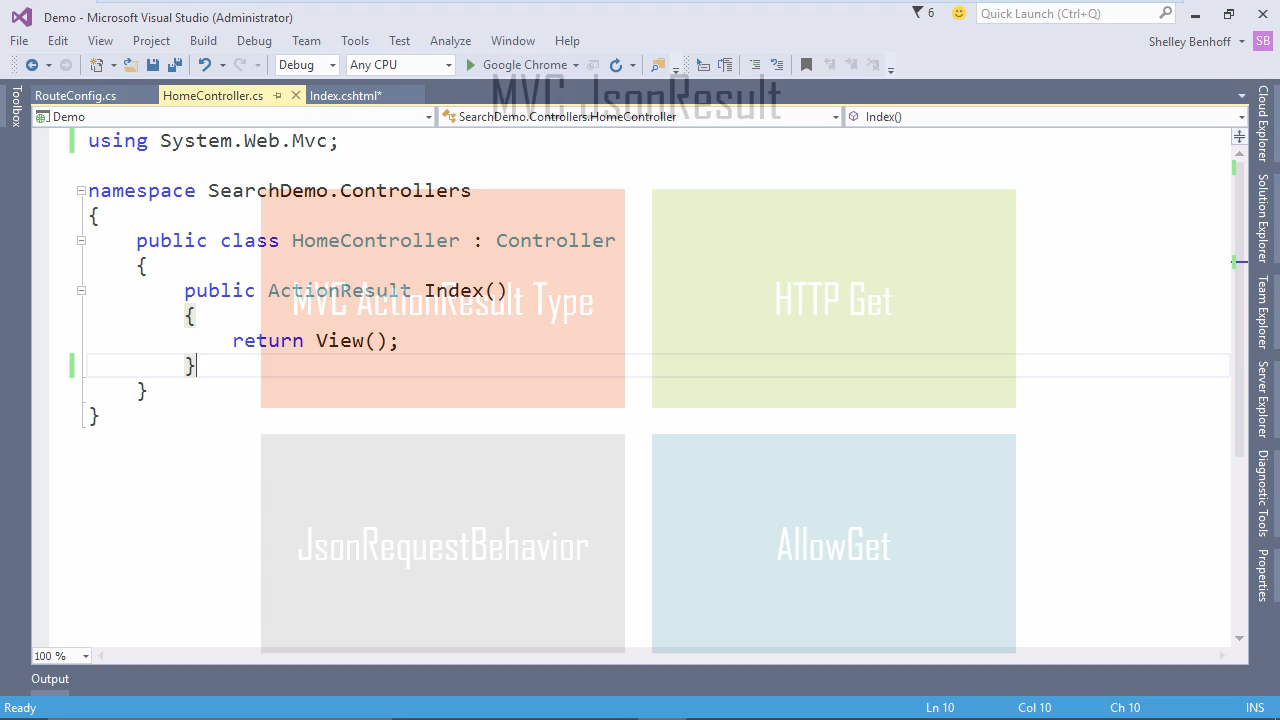 Demo - Microsoft Visual Studio (Administrator)
6
Quick Launch (Ctrl+Q)
File Edit View Project Build Debug Team Tools Test Analyze Window Help
Shelley Benhoff
SB
Debug
Any CPU
Google Chrome
MVC JsonResult
RouteConfig.cs
HomeController.cs
Index.cshtml*
Demo
SearchDemo.Controllers.HomeController
Index()
Toolbox
using System.Web.Mvc;
namespace SearchDemo.Controllers
{
public class HomeController : Controller
{
public ActionResult Index()
{
return View();
}
}
}
MVC ActionResult Type
HTTP Get
JsonRequestBehavior
AllowGet
Cloud Explorer
Solution Explorer
Team Explorer
Server Explorer
Diagnostic Tools
Properties
100 %
Output
Ready
Ln 10
Col 10
Ch 10
INS